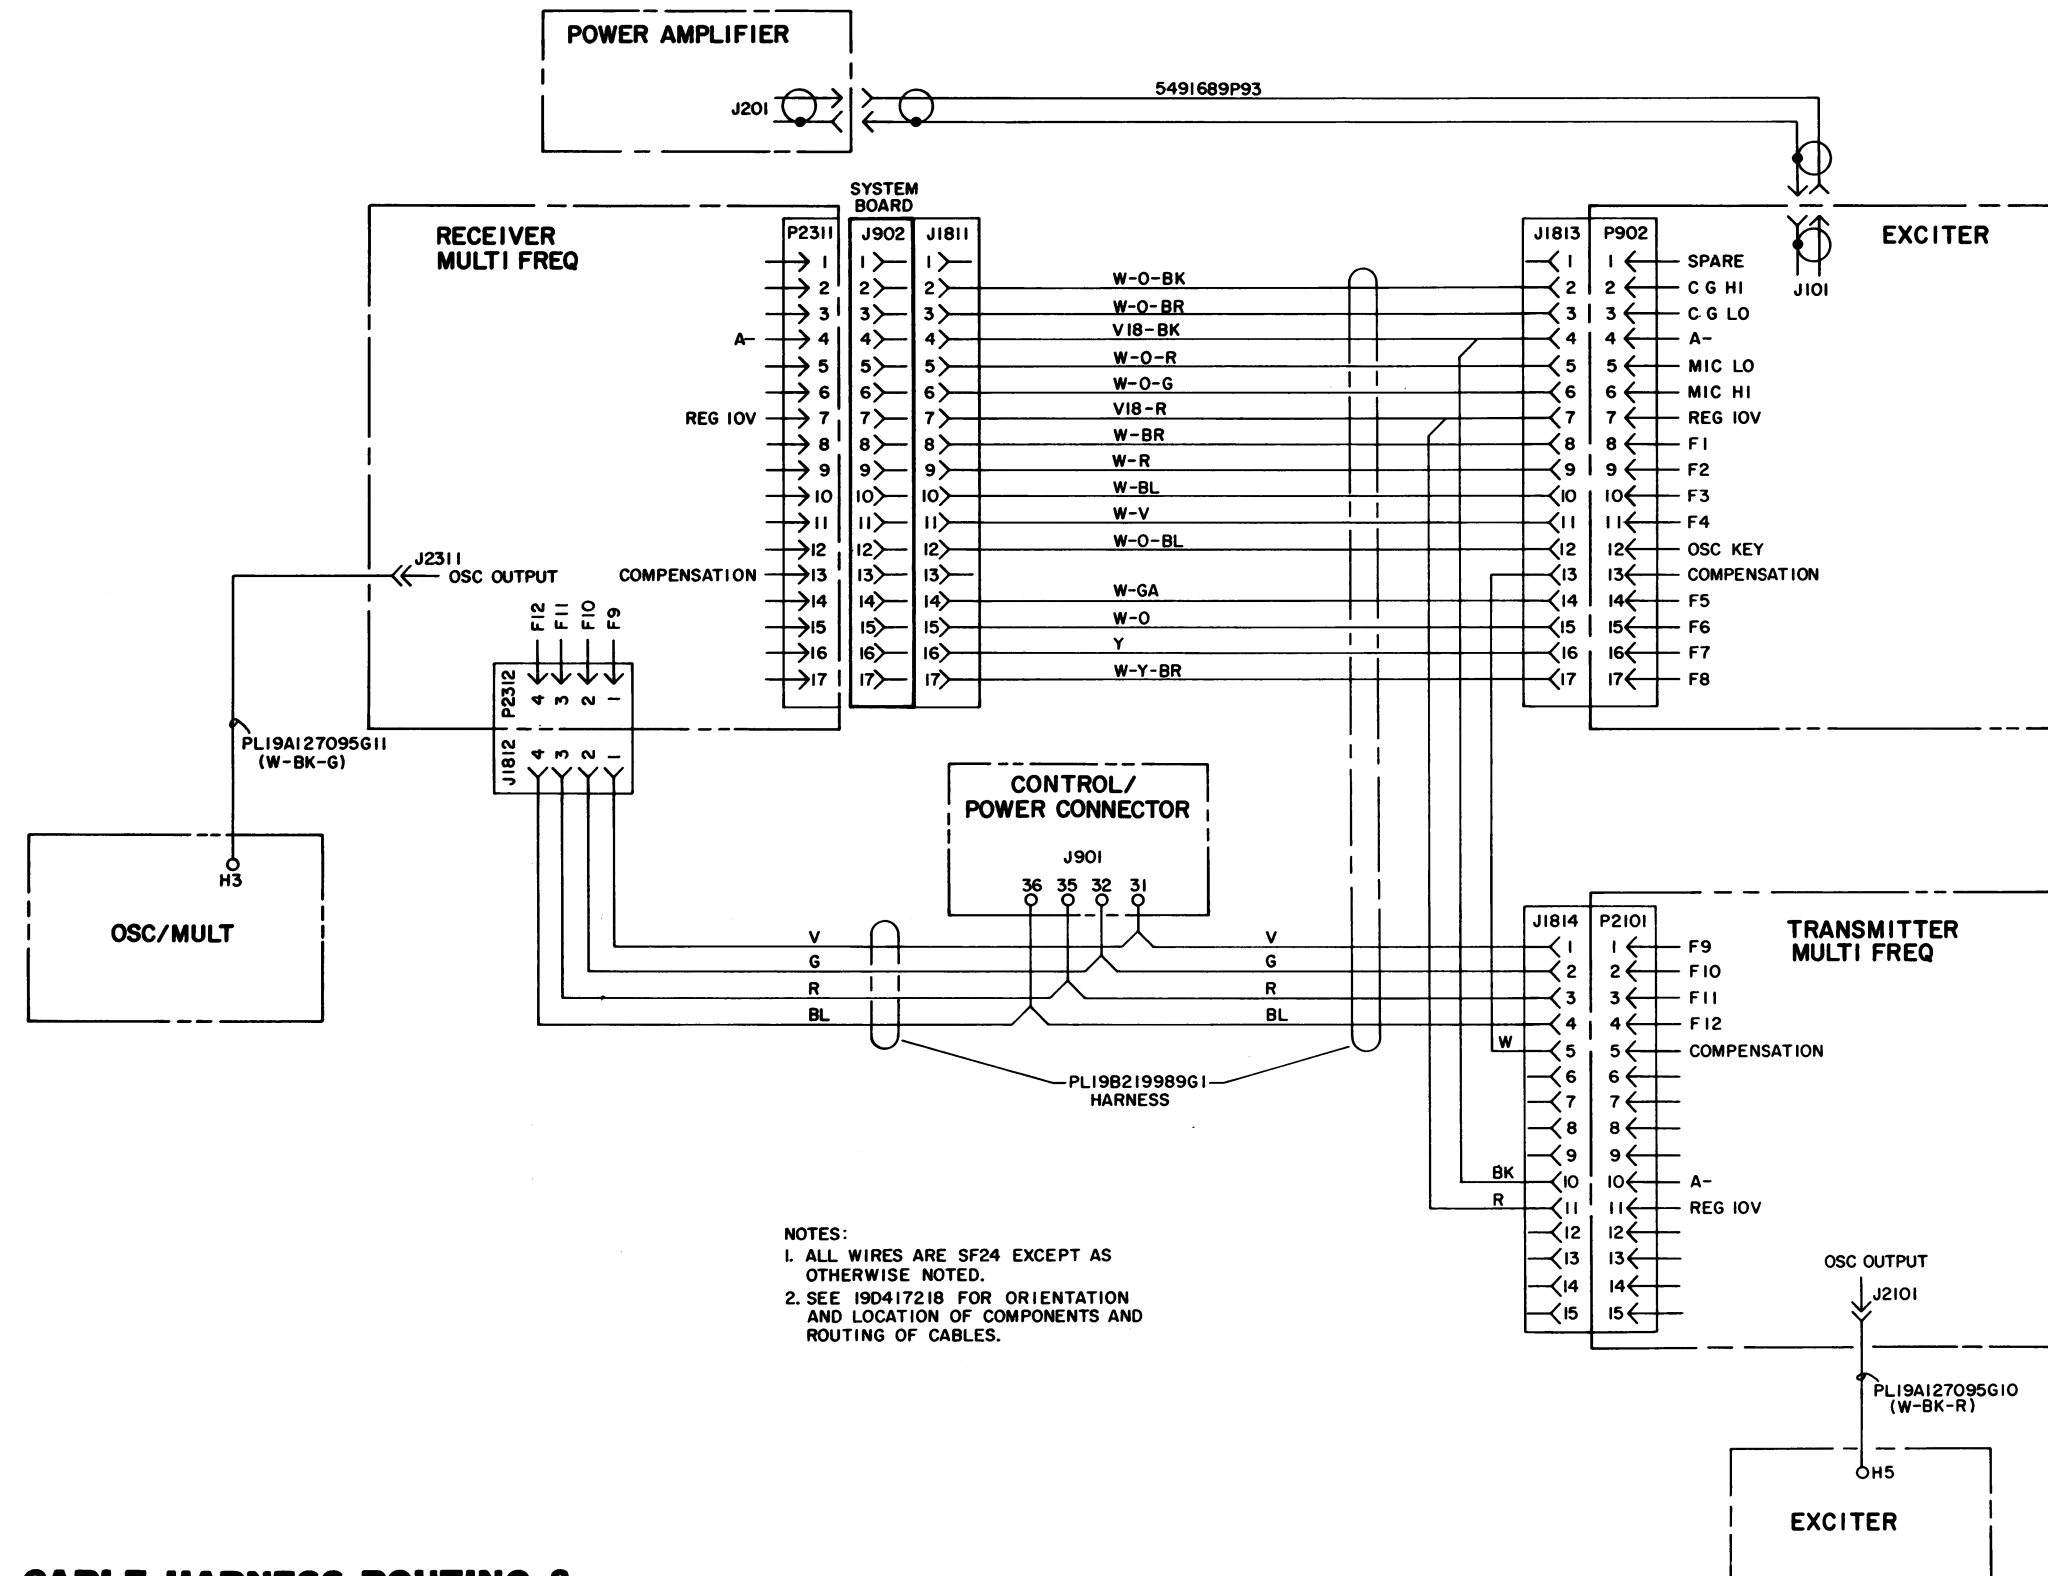 POWER AMPLIFIER
J201
5491689P93
SYSTEM
BOARD
RECEIVER
MULTI FREQ
P2311
J902
J1811
J1813
P902
EXCITER
J101
1 1 1 1 1 SPARE
2 2 2 W-O-BK 2 2 C G HI
3 3 3 W-O-BR 3 3 C G LO
A- 4 4 4 V18-BK 4 4 A-
5 5 5 W-O-R 5 5 MIC LO
6 6 6 W-O-G 6 6 MIC HI
REG 10V 7 7 7 V18-R 7 7 REG 10V
8 8 8 W-BR 8 8 F1
9 9 9 W-R 9 9 F2
10 10 10 W-BL 10 10 F3
11 11 11 W-V 11 11 F4
12 12 12 W-O-BL 12 12 OSC KEY
COMPENSATION 13 13 13 13 13 COMPENSATION
14 14 14 W-GA 14 14 F5
15 15 15 W-O 15 15 F6
16 16 16 Y 16 16 F7
17 17 17 W-Y-BR 17 17 F8
J2311
OSC OUTPUT
F12 F11 F10 F9
P2312 4 3 2 1
J1812 4 3 2 1
PL19A127095G11
(W-BK-G)
H3
OSC/MULT
CONTROL/
POWER CONNECTOR
J901
36 35 32 31
J1814
P2101
TRANSMITTER
MULTI FREQ
V V 1 1 F9
G G 2 2 F10
R R 3 3 F11
BL BL 4 4 F12
W 5 5 COMPENSATION
6 6
7 7
8 8
9 9
BK 10 10 A-
R 11 11 REG 10V
12 12
13 13
14 14
15 15
PL19B219989G1
HARNESS
NOTES:
1. ALL WIRES ARE SF24 EXCEPT AS
OTHERWISE NOTED.
2. SEE 19D417218 FOR ORIENTATION
AND LOCATION OF COMPONENTS AND
ROUTING OF CABLES.
OSC OUTPUT
J2101
PL19A127095G10
(W-BK-R)
H5
EXCITER
CABLE HARNESS ROUTING &